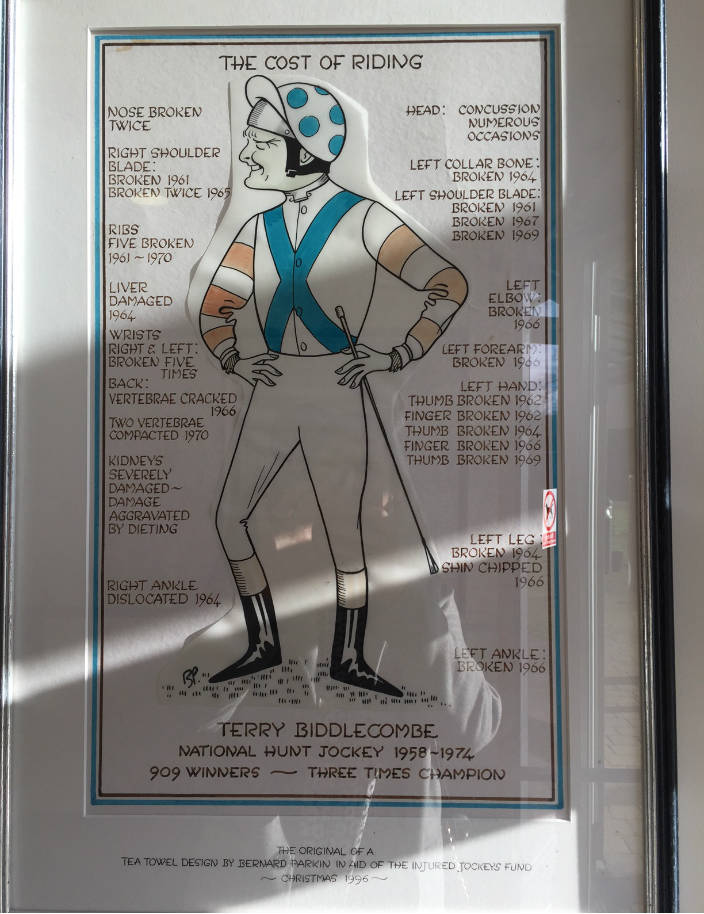 THE COST OF RIDING
NOSE BROKEN
TWICE
RIGHT SHOULDER
BLADE:
BROKEN 1961
BROKEN TWICE 1965
RIBS
FIVE BROKEN
1961 ~ 1970
LIVER
DAMAGED
1964
WRISTS
RIGHT & LEFT:
BROKEN FIVE
TIMES
BACK:
VERTEBRAE CRACKED
1966
TWO VERTEBRAE
COMPACTED 1970
KIDNEYS
SEVERELY
DAMAGED ~
DAMAGE
AGGRAVATED
BY DIETING
RIGHT ANKLE
DISLOCATED 1964
HEAD: CONCUSSION
NUMEROUS
OCCASIONS
LEFT COLLAR BONE:
BROKEN 1964
LEFT SHOULDER BLADE:
BROKEN 1961
BROKEN 1967
BROKEN 1969
LEFT
ELBOW:
BROKEN
1966
LEFT FOREARM:
BROKEN 1966
LEFT HAND:
THUMB BROKEN 1962
FINGER BROKEN 1962
THUMB BROKEN 1964
FINGER BROKEN 1966
THUMB BROKEN 1969
LEFT LEG:
BROKEN 1964
SHIN CHIPPED
1966
LEFT ANKLE:
BROKEN 1966
BP.
TERRY BIDDLECOMBE
NATIONAL HUNT JOCKEY 1958~1974
909 WINNERS ~ THREE TIMES CHAMPION
THE ORIGINAL OF A
TEA TOWEL DESIGN BY BERNARD PARKIN IN AID OF THE INJURED JOCKEYS FUND
~ CHRISTMAS 1996 ~